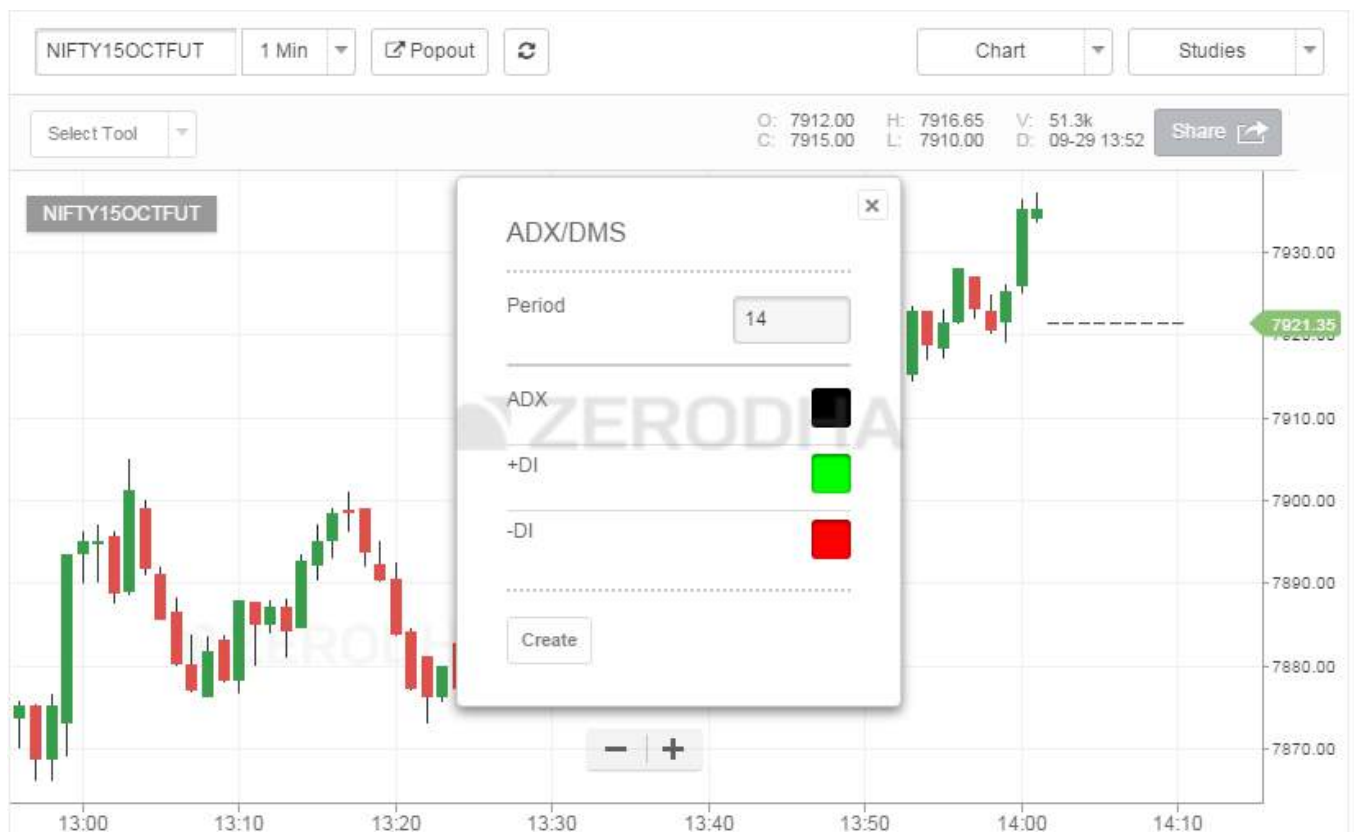 NIFTY15OCTFUT 1 Min Popout Chart Studies
Select Tool O: 7912.00 H: 7916.65 V: 51.3k Share
C: 7915.00 L: 7910.00 D: 09-29 13:52
NIFTY15OCTFUT
ADX/DMS
Period 14
ADX
+DI
-DI
Create
ZERODHA
7930.00
7921.35
7920.00
7910.00
7900.00
7890.00
7880.00
7870.00
13:00 13:10 13:20 13:30 13:40 13:50 14:00 14:10